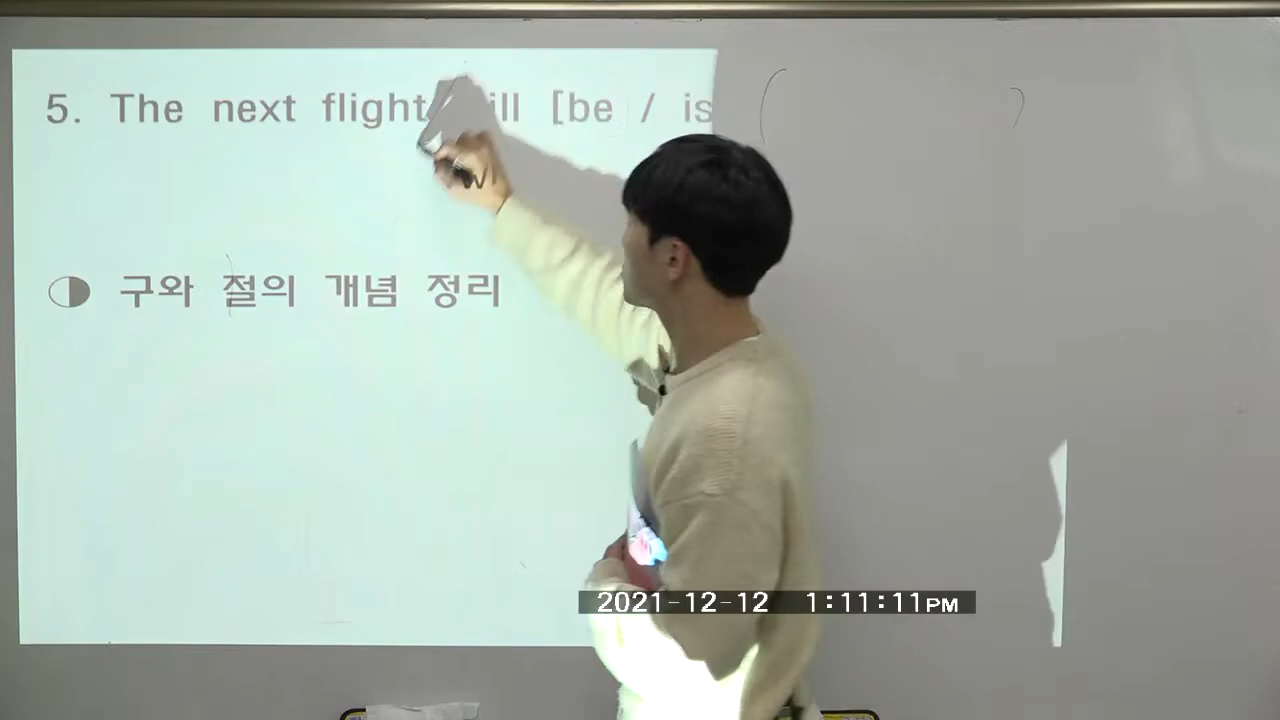 5. The next flight will [be / is
◑ 구와 절의 개념 정리
2021-12-12 1:11:11PM